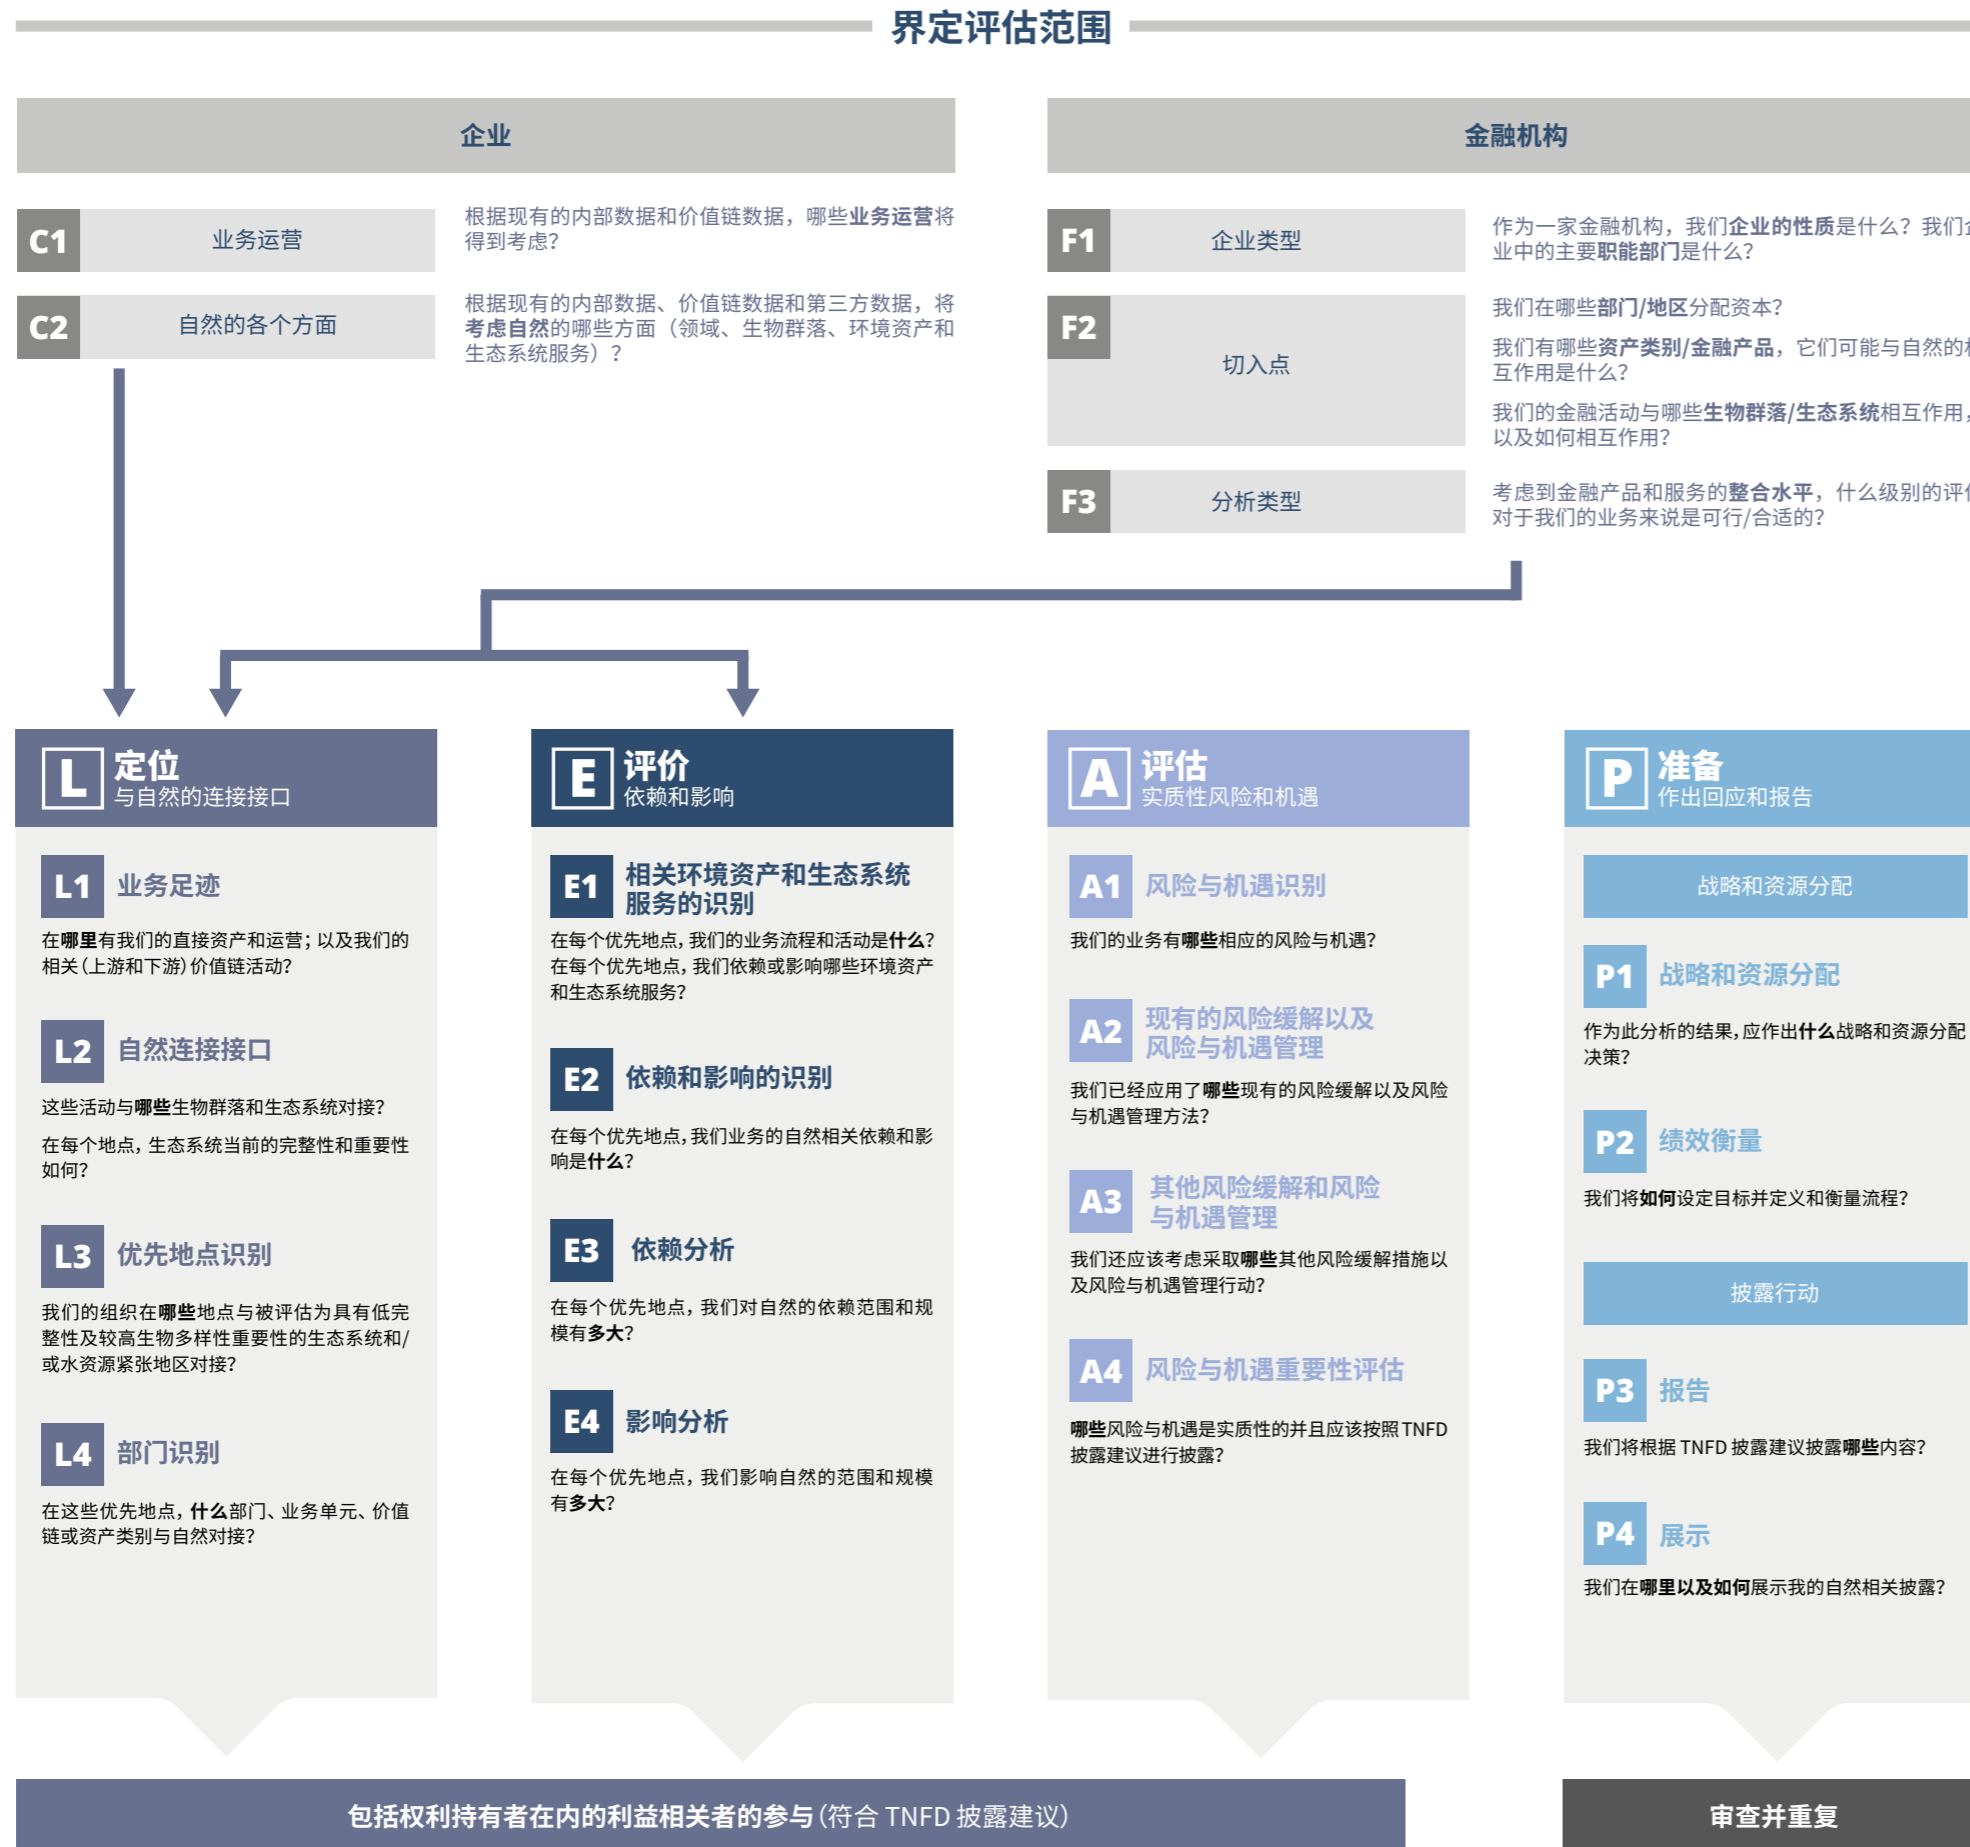 界定评估范围
企业
C1
业务运营
根据现有的内部数据和价值链数据，哪些业务运营将
得到考虑？
C2
自然的各个方面
根据现有的内部数据、价值链数据和第三方数据，将
考虑自然的哪些方面（领域、生物群落、环境资产和
生态系统服务）？
金融机构
F1
企业类型
作为一家金融机构，我们企业的性质是什么？我们企
业中的主要职能部门是什么？
F2
切入点
我们在哪些部门/地区分配资本？
我们有哪些资产类别/金融产品，它们可能与自然的相
互作用是什么？
我们的金融活动与哪些生物群落/生态系统相互作用，
以及如何相互作用？
F3
分析类型
考虑到金融产品和服务的整合水平，什么级别的评估
对于我们的业务来说是可行/合适的？
L
定位
与自然的连接接口
L1
业务足迹
在哪里有我们的直接资产和运营；以及我们的
相关（上游和下游）价值链活动？
L2
自然连接接口
这些活动与哪些生物群落和生态系统对接？
在每个地点，生态系统当前的完整性和重要性
如何？
L3
优先地点识别
我们的组织在哪些地点与被评估为具有低完
整性及较高生物多样性重要性的生态系统和/
或水资源紧张地区对接？
L4
部门识别
在这些优先地点，什么部门、业务单元、价值
链或资产类别与自然对接？
E
评价
依赖和影响
E1
相关环境资产和生态系统
服务的识别
在每个优先地点，我们的业务流程和活动是什么？
在每个优先地点，我们依赖或影响哪些环境资产
和生态系统服务？
E2
依赖和影响的识别
在每个优先地点，我们业务的自然相关依赖和影
响是什么？
E3
依赖分析
在每个优先地点，我们对自然的依赖范围和规
模有多大？
E4
影响分析
在每个优先地点，我们影响自然的范围和规模
有多大？
A
评估
实质性风险和机遇
A1
风险与机遇识别
我们的业务有哪些相应的风险与机遇？
A2
现有的风险缓解以及
风险与机遇管理
我们已经应用了哪些现有的风险缓解以及风险
与机遇管理方法？
A3
其他风险缓解和风险
与机遇管理
我们还应该考虑采取哪些其他风险缓解措施以
及风险与机遇管理行动？
A4
风险与机遇重要性评估
哪些风险与机遇是实质性的并且应该按照 TNFD
披露建议进行披露？
P
准备
作出回应和报告
战略和资源分配
P1
战略和资源分配
作为此分析的结果，应作出什么战略和资源分配
决策？
P2
绩效衡量
我们将如何设定目标并定义和衡量流程？
披露行动
P3
报告
我们将根据 TNFD 披露建议披露哪些内容？
P4
展示
我们在哪里以及如何展示我的自然相关披露？
包括权利持有者在内的利益相关者的参与（符合 TNFD 披露建议）
审查并重复